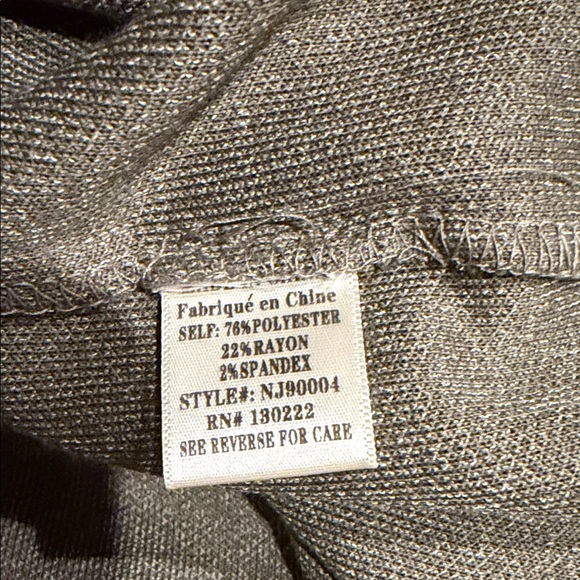 Fabriqué en Chine
SELF: 76%POLYESTER
22%RAYON
2%SPANDEX
STYLE#: NJ90004
RN# 130222
SEE REVERSE FOR CARE